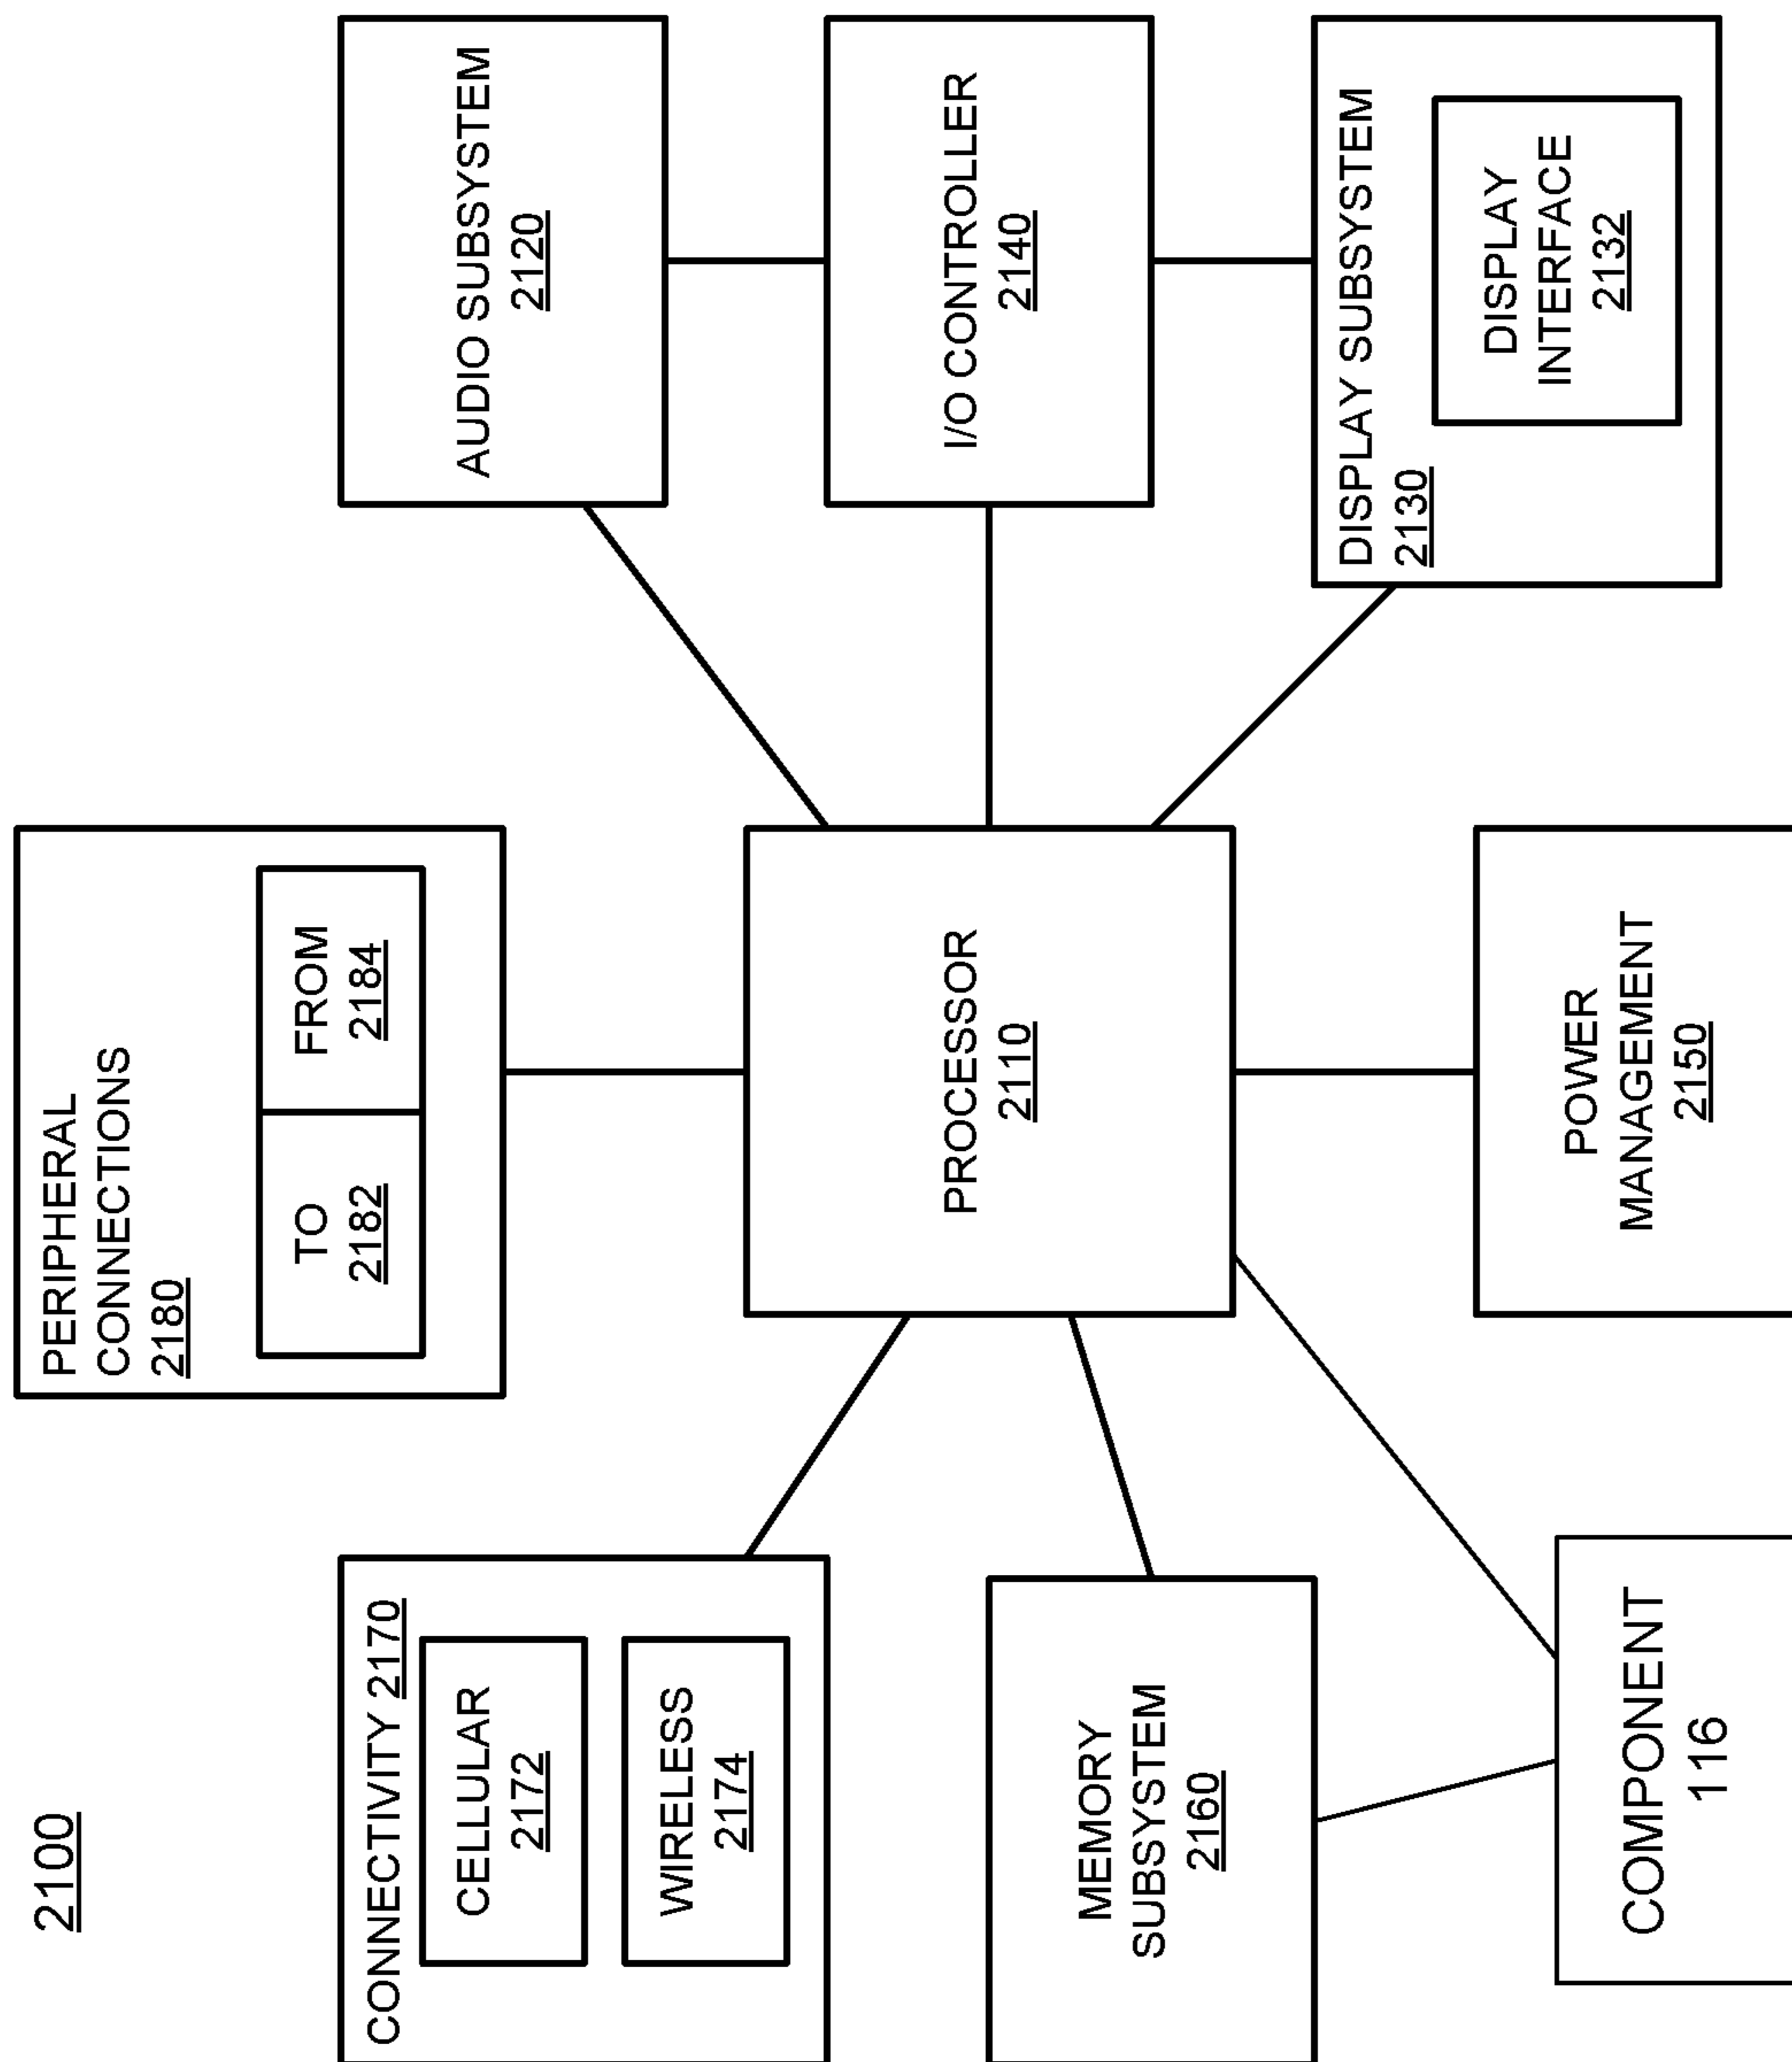 2100
PERIPHERAL
CONNECTIONS
2180
TO
2182
FROM
2184
CONNECTIVITY 2170
CELLULAR
2172
WIRELESS
2174
AUDIO SUBSYSTEM
2120
PROCESSOR
2110
I/O CONTROLLER
2140
MEMORY
SUBSYSTEM
2160
DISPLAY SUBSYSTEM
2130
DISPLAY
INTERFACE
2132
COMPONENT
116
POWER
MANAGEMENT
2150